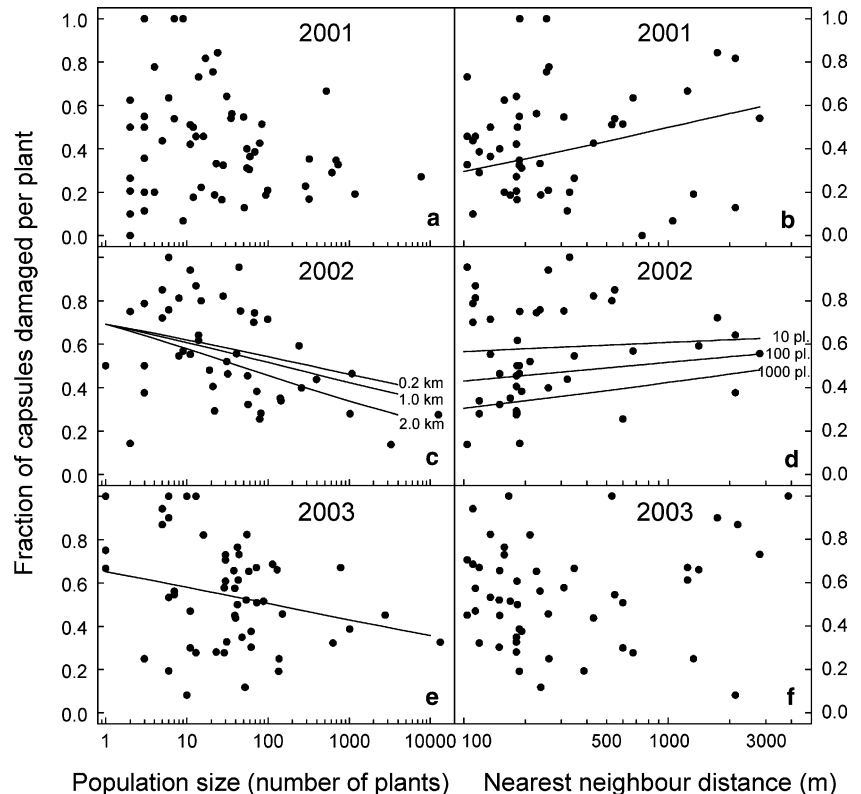 Fraction of capsules damaged per plant
1.0
0.8
0.6
0.4
0.2
0.0
2001
a
2001
b
1.0
0.8
0.6
0.4
0.2
0.0
0.8
0.6
0.4
0.2
0.0
2002
0.2 km
1.0 km
2.0 km
c
2002
10 pl.
100 pl.
1000 pl.
d
0.8
0.6
0.4
0.2
0.0
0.8
0.6
0.4
0.2
0.0
2003
e
2003
f
0.8
0.6
0.4
0.2
0.0
1 10 100 1000 10000
100 500 1000 3000
Population size (number of plants)
Nearest neighbour distance (m)